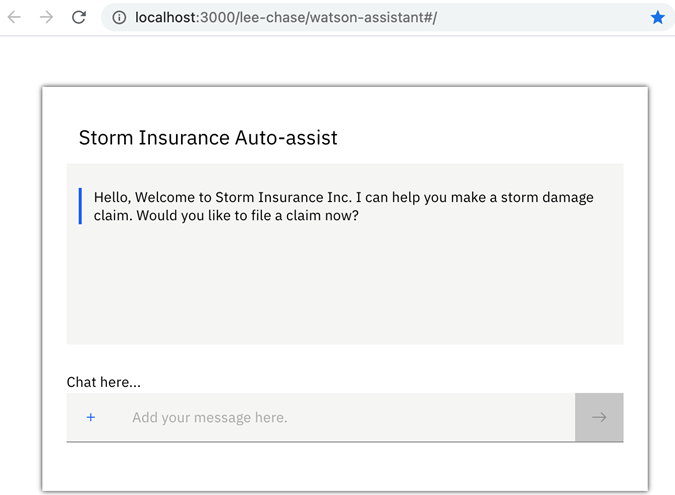 localhost:3000/lee-chase/watson-assistant#/
Storm Insurance Auto-assist
Hello, Welcome to Storm Insurance Inc. I can help you make a storm damage
claim. Would you like to file a claim now?
Chat here...
Add your message here.